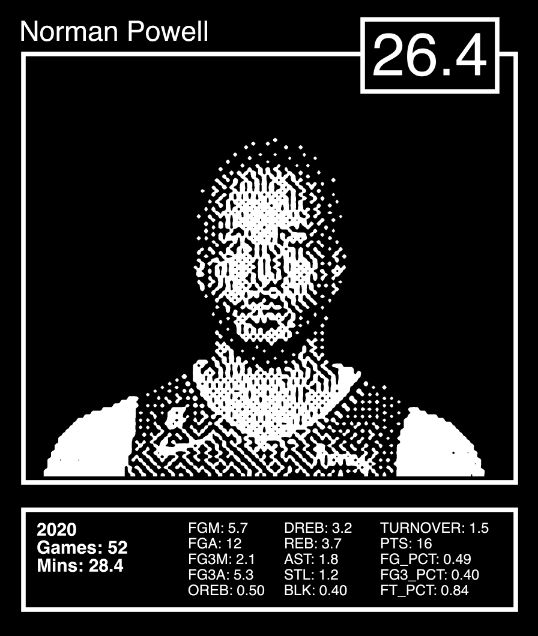 Norman Powell
26.4
2020
Games: 52
Mins: 28.4
FGM: 5.7
FGA: 12
FG3M: 2.1
FG3A: 5.3
OREB: 0.50
DREB: 3.2
REB: 3.7
AST: 1.8
STL: 1.2
BLK: 0.40
TURNOVER: 1.5
PTS: 16
FG_PCT: 0.49
FG3_PCT: 0.40
FT_PCT: 0.84